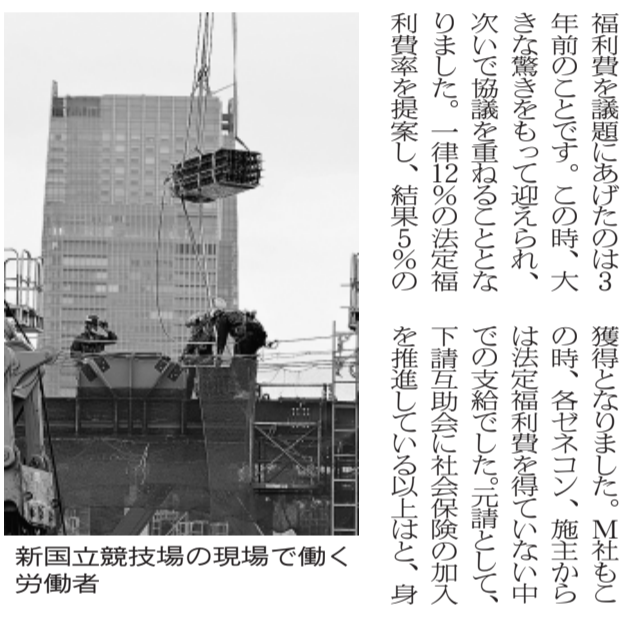 福利費を議題にあげたのは3
年前のことです。この時、大
きな驚きをもって迎えられ、
次いで協議を重ねることとな
りました。一律12％の法定福
利費率を提案し、結果5％の
獲得となりました。M社もこ
の時、各ゼネコン、施主から
は法定福利費を得ていない中
での支給でした。元請として、
下請互助会に社会保険の加入
を推進している以上はと、身
新国立競技場の現場で働く
労働者